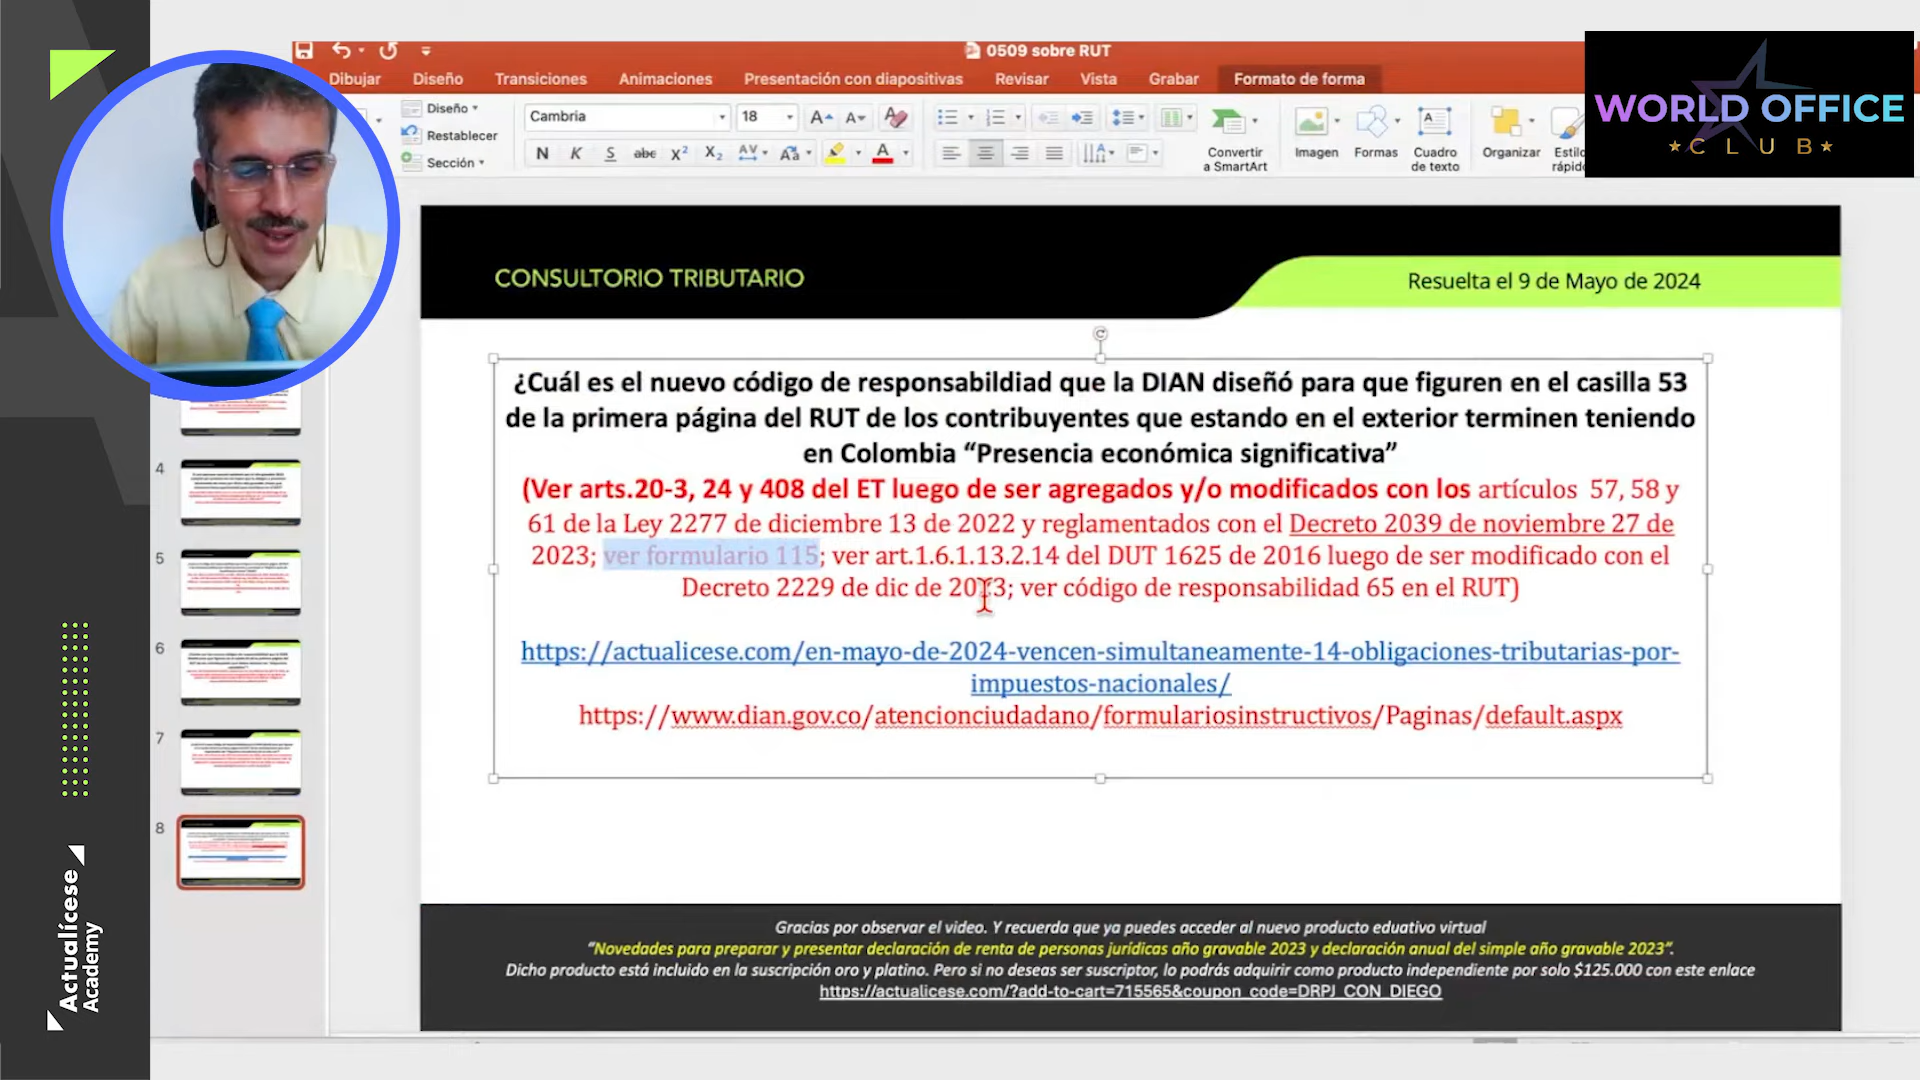 0509 sobre RUT
Dibujar Diseño Transiciones Animaciones Presentación con diapositivas Revisar Vista Grabar Formato de forma
Diseño
Restablecer
Sección
Cambria 18
N K S abc X² X₂ AV Aa A
Convertir a SmartArt
Imagen Formas
Cuadro de texto
Organizar
Estilo
rápid
WORLD OFFICE
CLUB
CONSULTORIO TRIBUTARIO
Resuelta el 9 de Mayo de 2024
¿Cuál es el nuevo código de responsabildiad que la DIAN diseñó para que figuren en el casilla 53
de la primera página del RUT de los contribuyentes que estando en el exterior terminen teniendo
en Colombia “Presencia económica significativa”
(Ver arts.20-3, 24 y 408 del ET luego de ser agregados y/o modificados con los artículos 57, 58 y
61 de la Ley 2277 de diciembre 13 de 2022 y reglamentados con el Decreto 2039 de noviembre 27 de
2023; ver formulario 115; ver art.1.6.1.13.2.14 del DUT 1625 de 2016 luego de ser modificado con el
Decreto 2229 de dic de 2023; ver código de responsabilidad 65 en el RUT)
https://actualicese.com/en-mayo-de-2024-vencen-simultaneamente-14-obligaciones-tributarias-por-
impuestos-nacionales/
https://www.dian.gov.co/atencionciudadano/formulariosinstructivos/Paginas/default.aspx
4
5
6
7
8
Actualícese
Academy
Gracias por observar el video. Y recuerda que ya puedes acceder al nuevo producto eduativo virtual
“Novedades para preparar y presentar declaración de renta de personas jurídicas año gravable 2023 y declaración anual del simple año gravable 2023”.
Dicho producto está incluido en la suscripción oro y platino. Pero si no deseas ser suscriptor, lo podrás adquirir como producto independiente por solo $125.000 con este enlace
https://actualicese.com/?add-to-cart=715565&coupon_code=DRPJ_CON_DIEGO